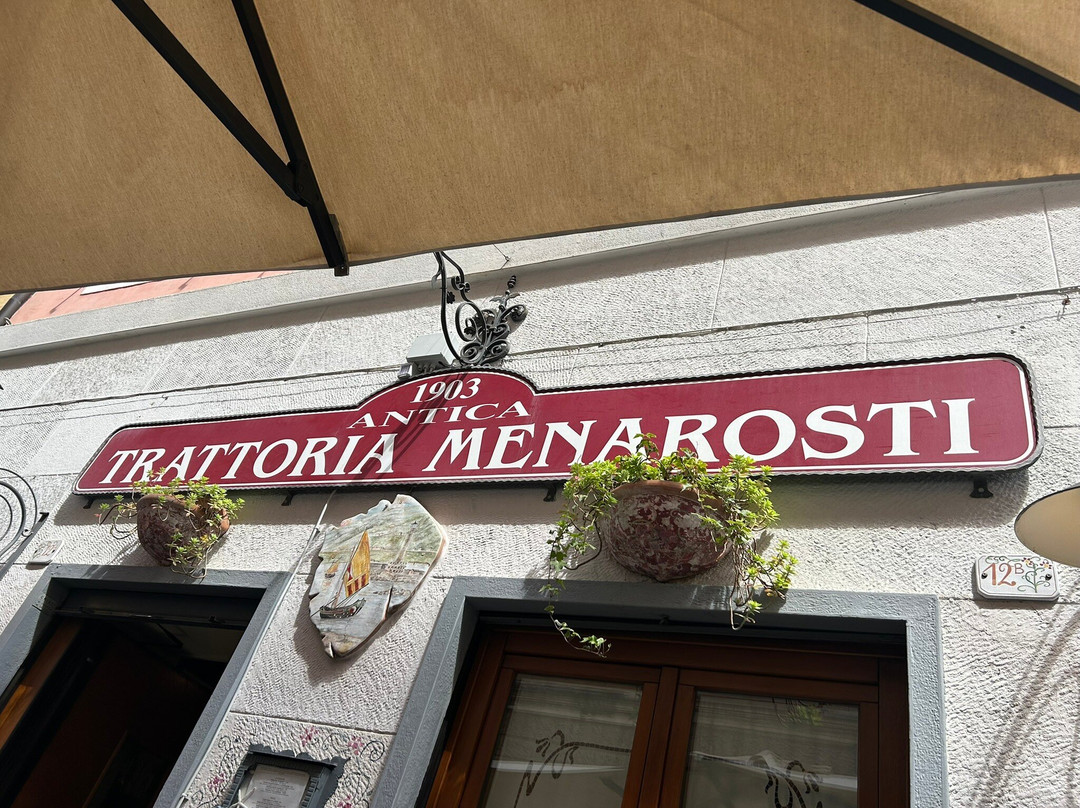 1903
ANTICA
TRATTORIA MENAROSTI
12B